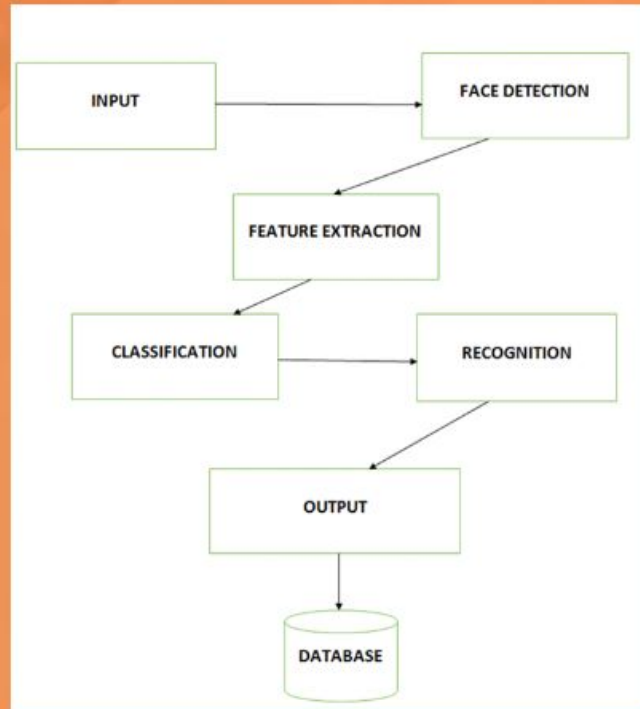 INPUT
FACE DETECTION
FEATURE EXTRACTION
CLASSIFICATION
RECOGNITION
OUTPUT
DATABASE